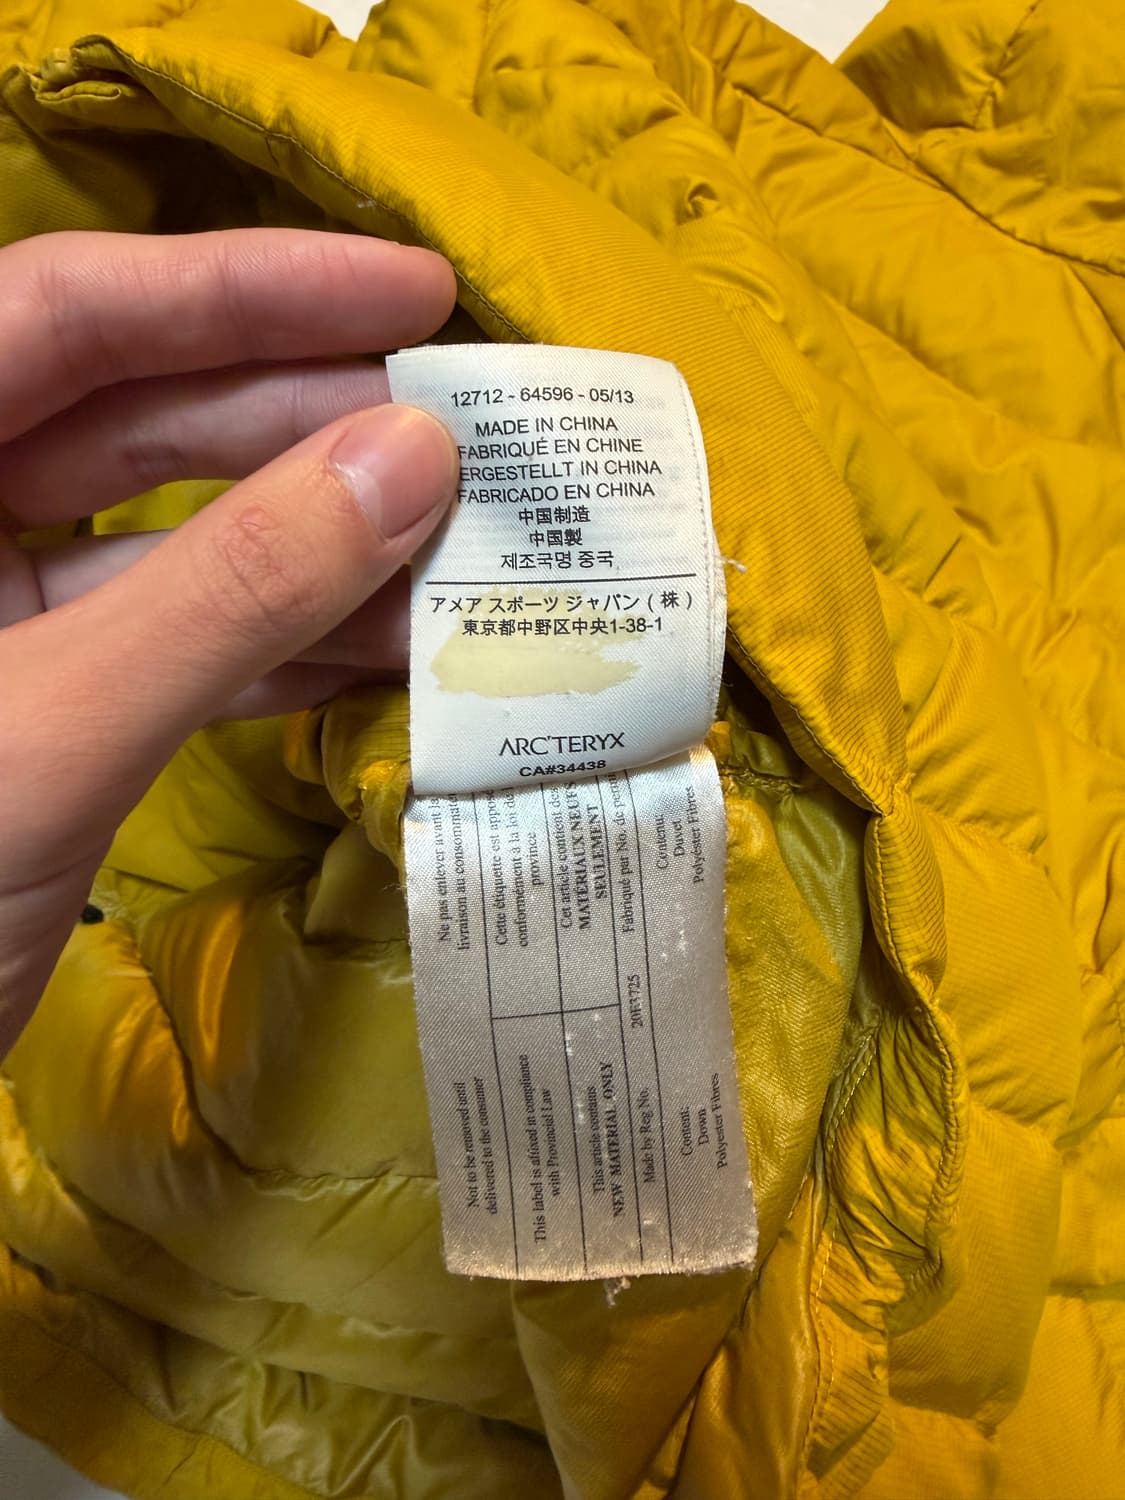 12712 - 64596 - 05/13
MADE IN CHINA
FABRIQUÉ EN CHINE
ERGESTELLT IN CHINA
FABRICADO EN CHINA
中国制造
中国製
제조국명 중국
アメア スポーツ ジャパン ( 株 )
東京都中野区中央1-38-1
ARC'TERYX
CA#34438
Ne pas enlever avant
livraison au consommate
Cette étiquette est appos
conformément à la loi de
province
Cet article contient des
MATÉRIAUX NEUFS
SEULEMENT
Fabriqué par No. de permi
Contenu:
Duvet
Polyester Fibres
Not to be removed until
delivered to the consumer
This label is affixed in compliance
with Provincial Law
This article contains
NEW MATERIAL ONLY
Made by Reg No.
Content:
Down
Polyester Fibres